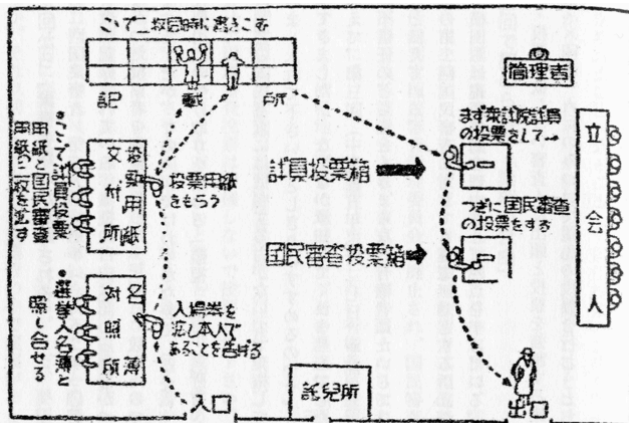 ここで二枚同時に書きこむ
記載所
管理者
まず衆議院議員
の投票をして→
立会人
議員投票箱
つぎに国民審査
の投票をする
国民審査投票箱
投票用紙
交付所
投票用紙
をもらう
●ここで議員投票
用紙と国民審査
用紙の二枚を渡す
名簿
対照所
●選挙人名簿と
照し合せる
入場券を
渡し本人で
あることを告げる
入口
託児所
出口